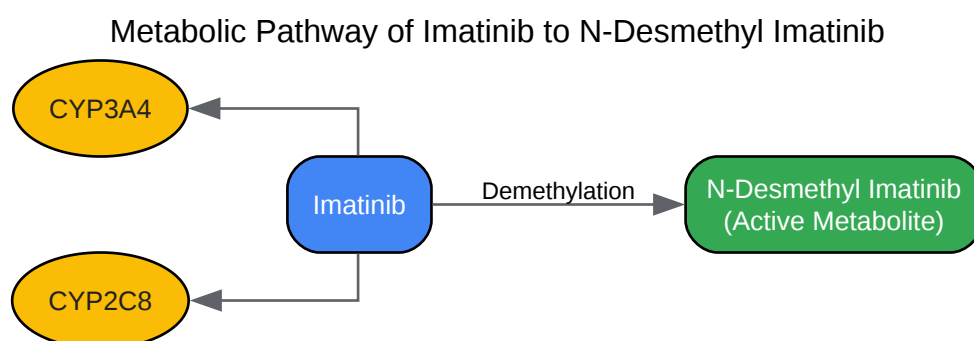 Metabolic Pathway of Imatinib to N-Desmethyl Imatinib
CYP3A4
Imatinib
Demethylation
N-Desmethyl Imatinib
(Active Metabolite)
CYP2C8